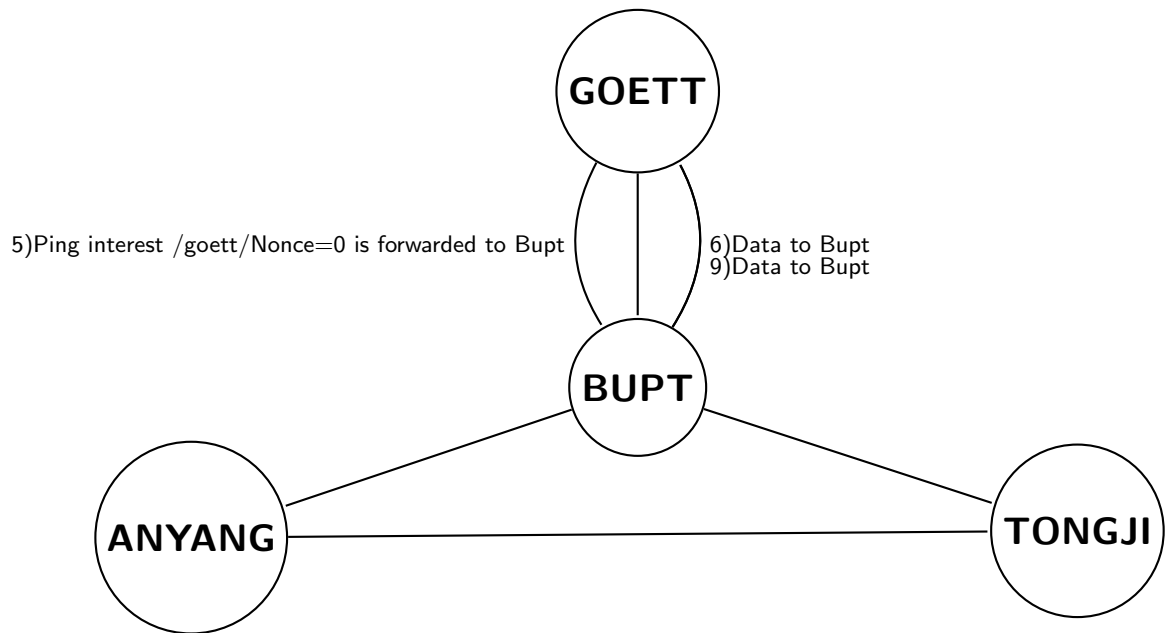 GOETT
5)Ping interest /goett/Nonce=0 is forwarded to Bupt
6)Data to Bupt
9)Data to Bupt
BUPT
ANYANG
TONGJI